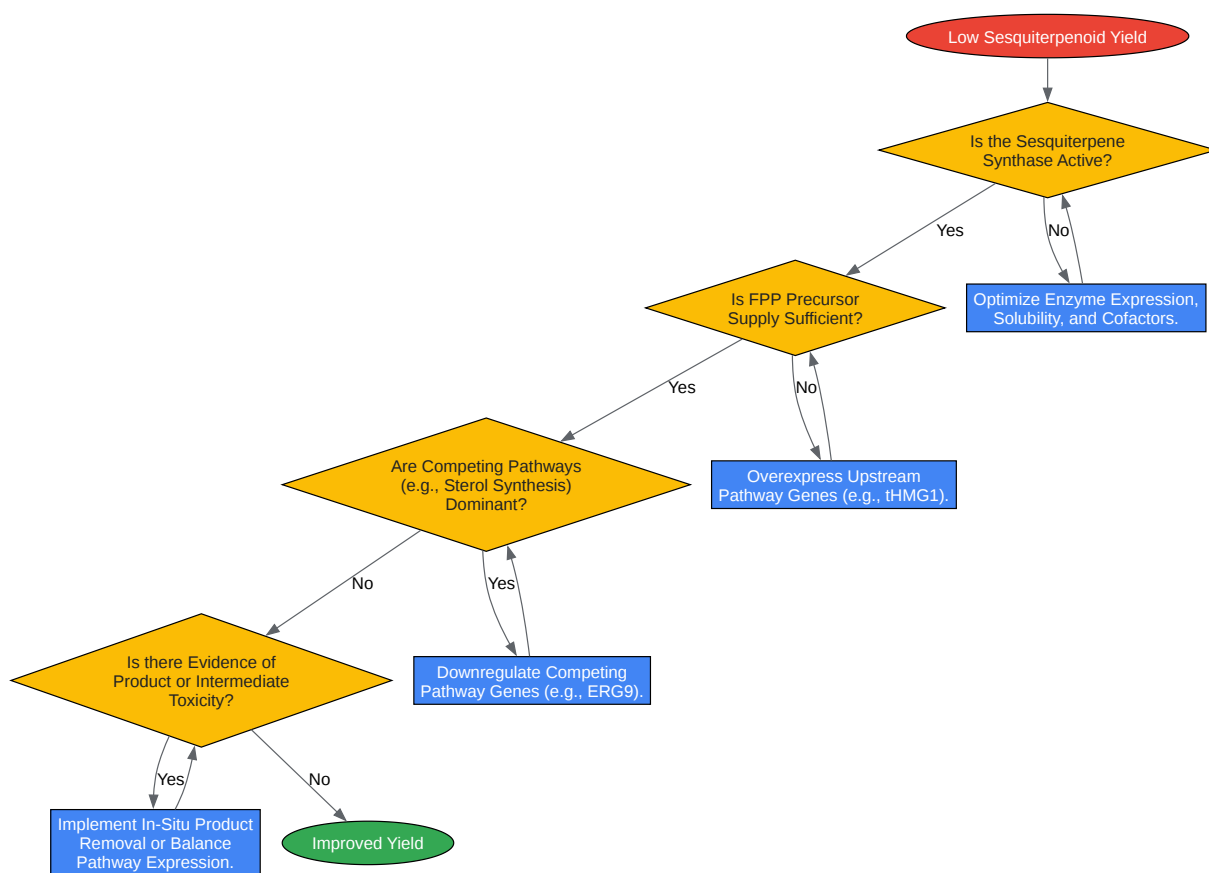 Low Sesquiterpenoid Yield
Is the Sesquiterpene
Synthase Active?
Yes
No
Is FPP Precursor
Supply Sufficient?
Optimize Enzyme Expression,
Solubility, and Cofactors.
Yes
No
Are Competing Pathways
(e.g., Sterol Synthesis)
Dominant?
Overexpress Upstream
Pathway Genes (e.g., tHMG1).
No
Yes
Is there Evidence of
Product or Intermediate
Toxicity?
Downregulate Competing
Pathway Genes (e.g., ERG9).
Yes
No
Implement In-Situ Product
Removal or Balance
Pathway Expression.
Improved Yield